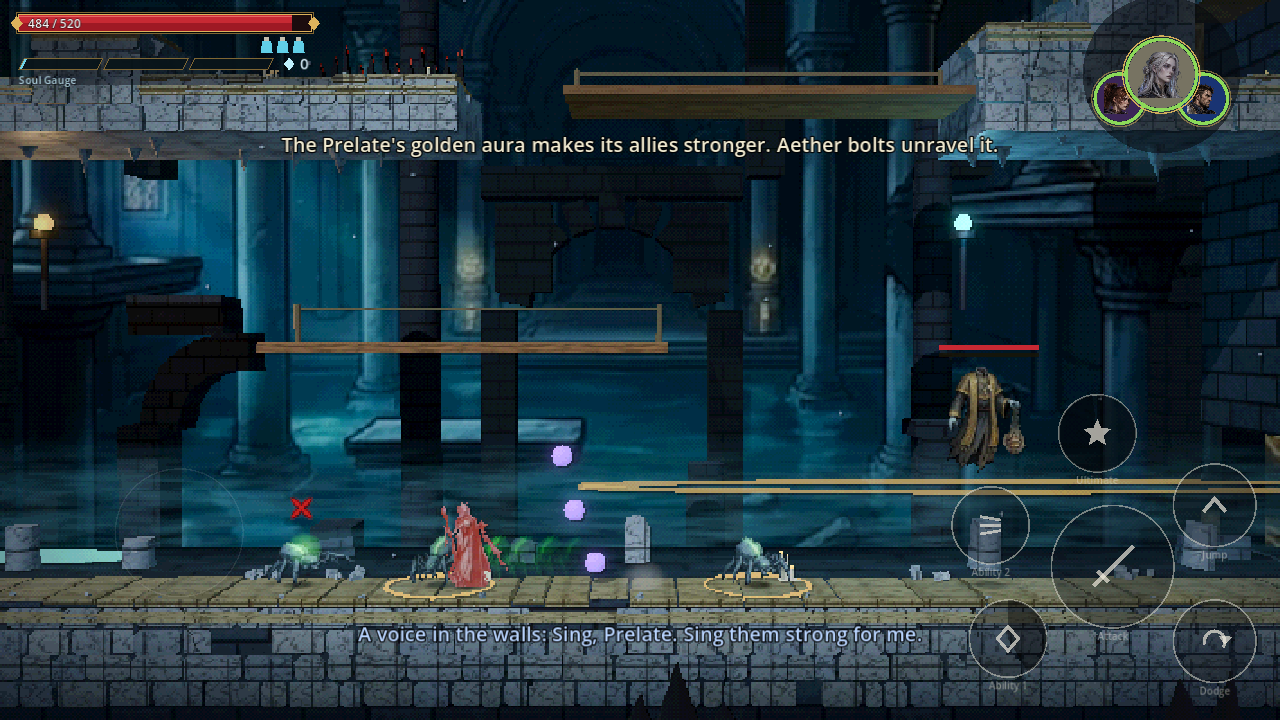 484 / 520
0
Soul Gauge
The Prelate's golden aura makes its allies stronger. Aether bolts unravel it.
Ultimate
Ability 2
Jump
Attack
A voice in the walls: Sing, Prelate. Sing them strong for me.
Ability 1
Dodge